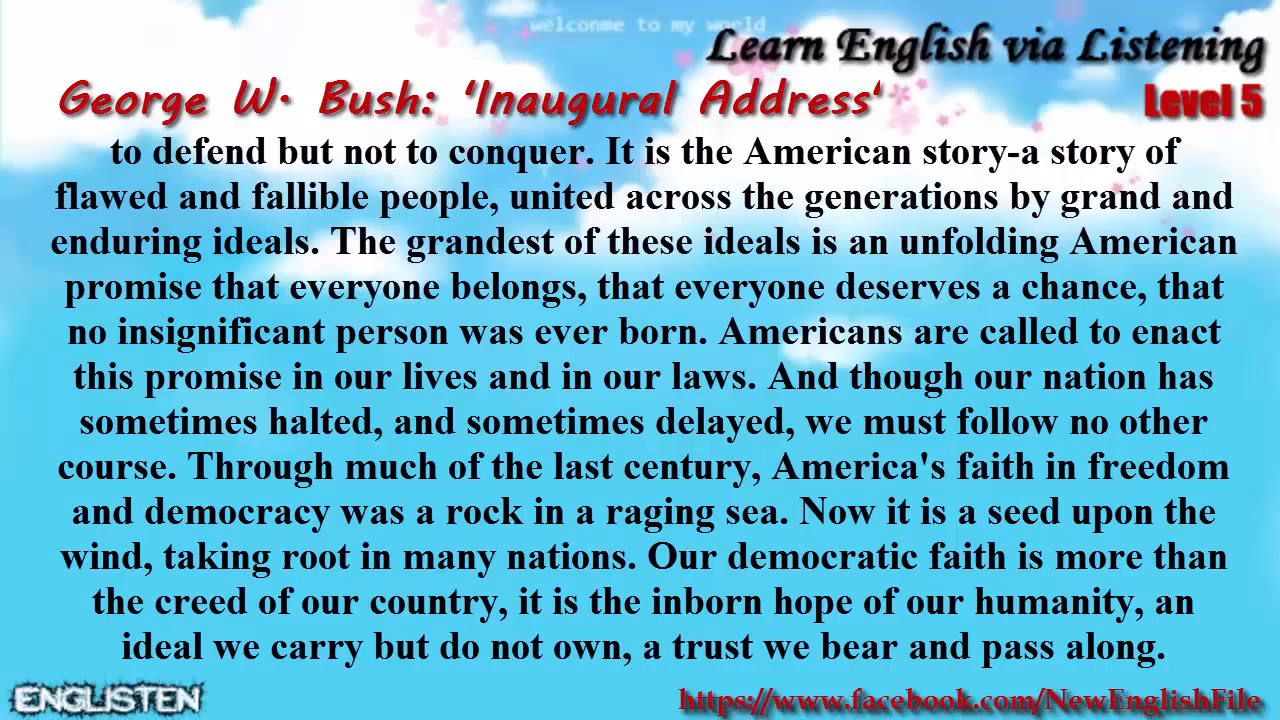 welconme to my world
Learn English via Listening
George W. Bush: 'Inaugural Address'
Level 5
to defend but not to conquer. It is the American story-a story of
flawed and fallible people, united across the generations by grand and
enduring ideals. The grandest of these ideals is an unfolding American
promise that everyone belongs, that everyone deserves a chance, that
no insignificant person was ever born. Americans are called to enact
this promise in our lives and in our laws. And though our nation has
sometimes halted, and sometimes delayed, we must follow no other
course. Through much of the last century, America's faith in freedom
and democracy was a rock in a raging sea. Now it is a seed upon the
wind, taking root in many nations. Our democratic faith is more than
the creed of our country, it is the inborn hope of our humanity, an
ideal we carry but do not own, a trust we bear and pass along.
ENGLISTEN
https://www.facebook.com/NewEnglishFile